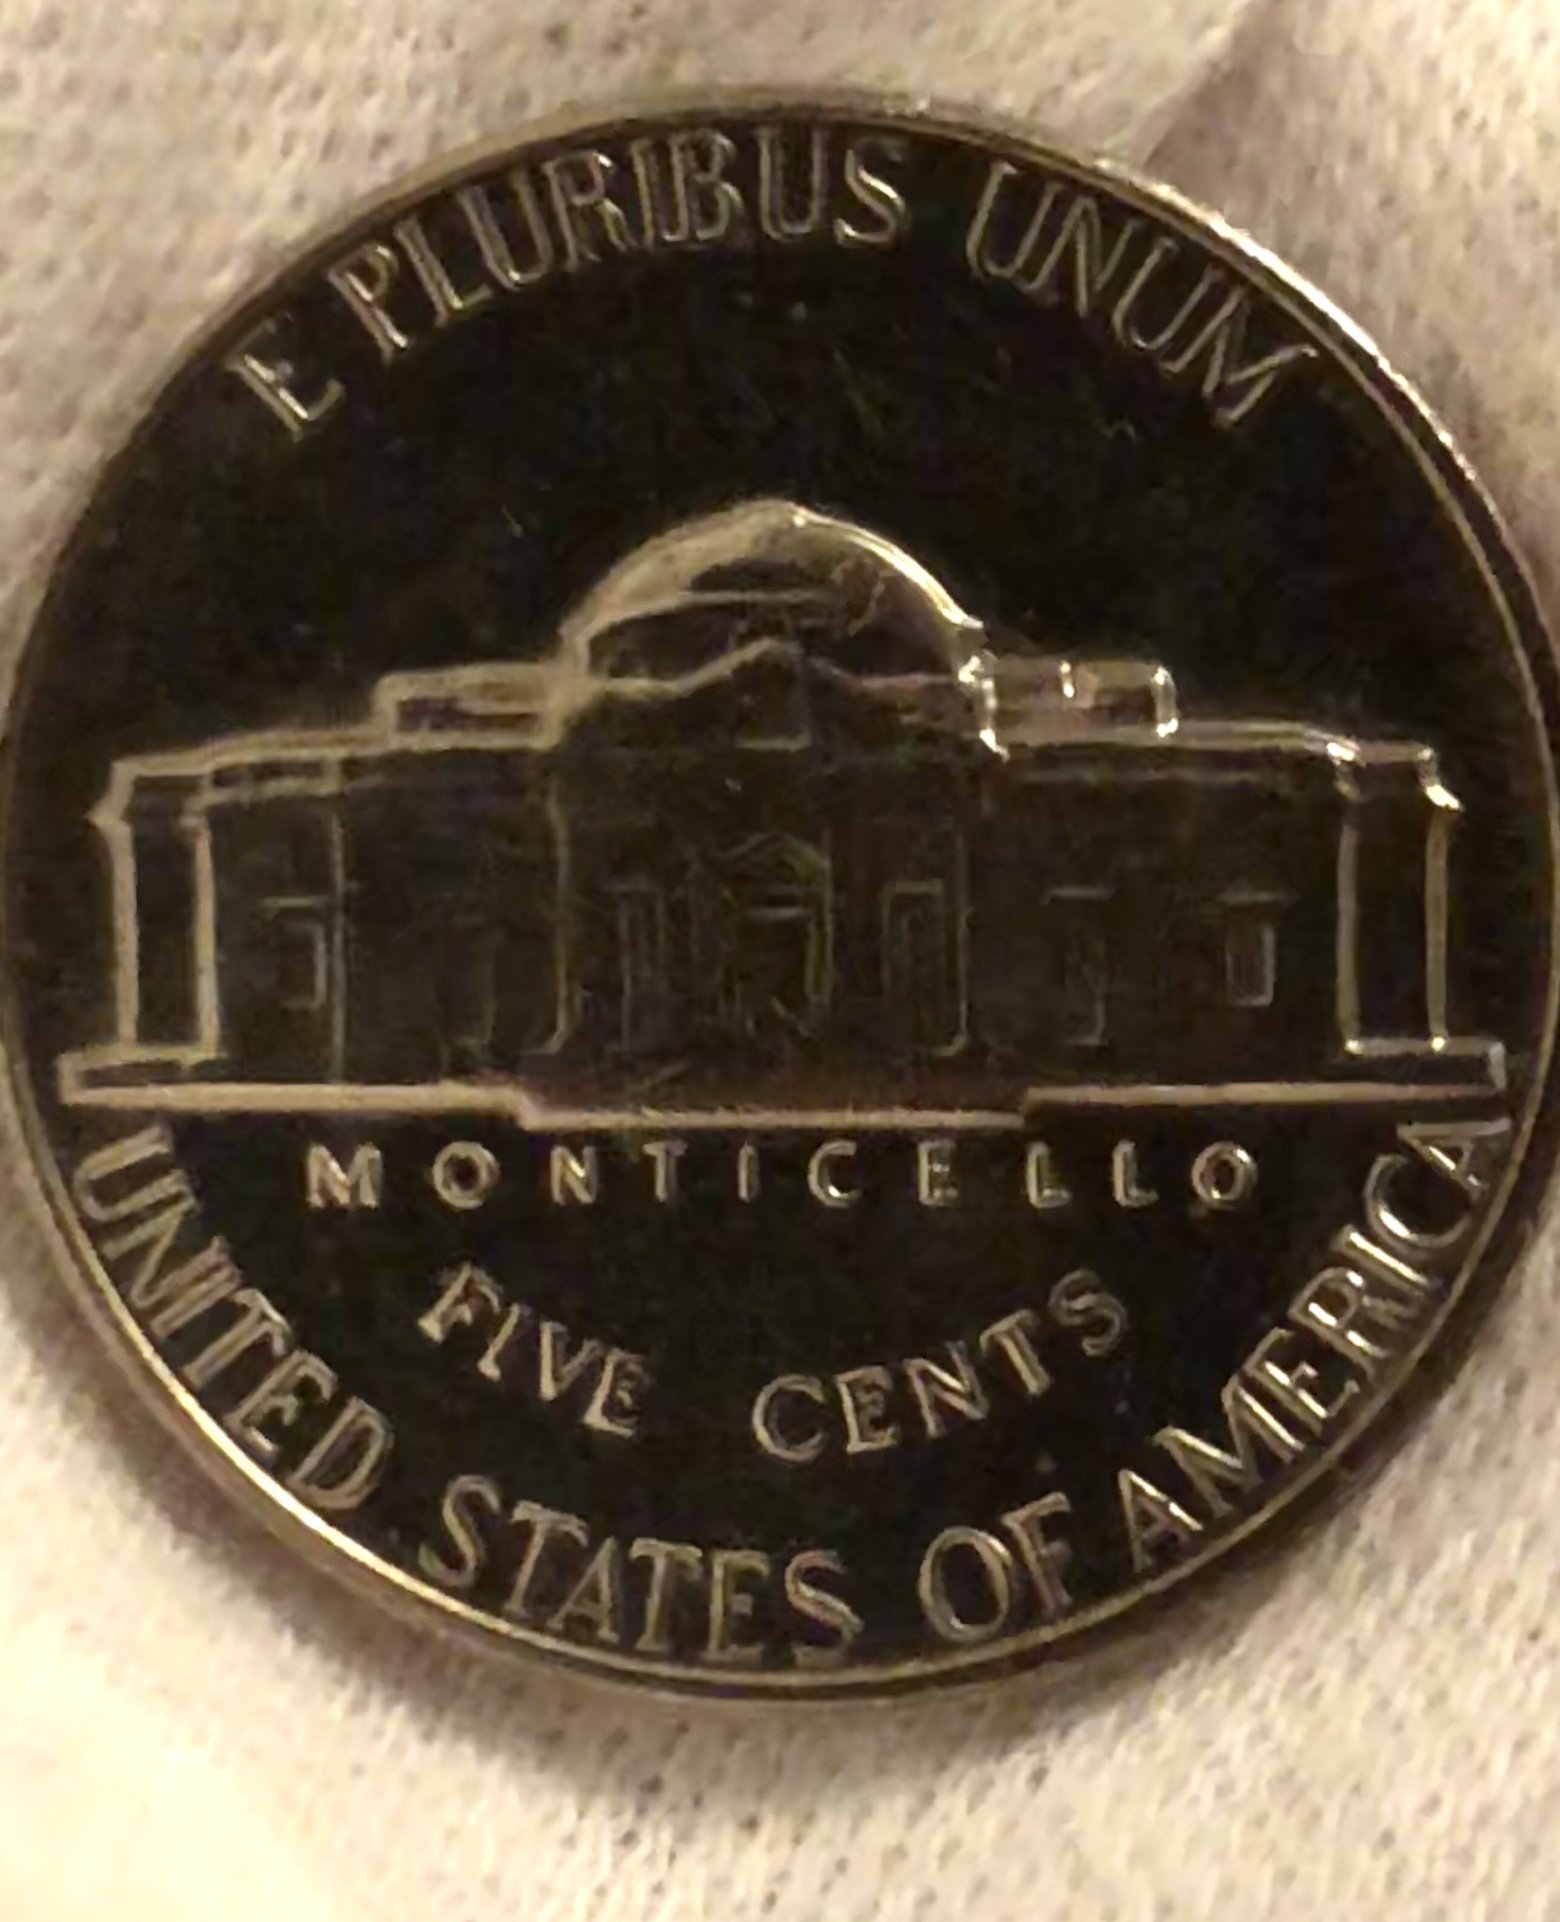 E PLURIBUS UNUM
MONTICELLO
FIVE CENTS
UNITED STATES OF AMERICA